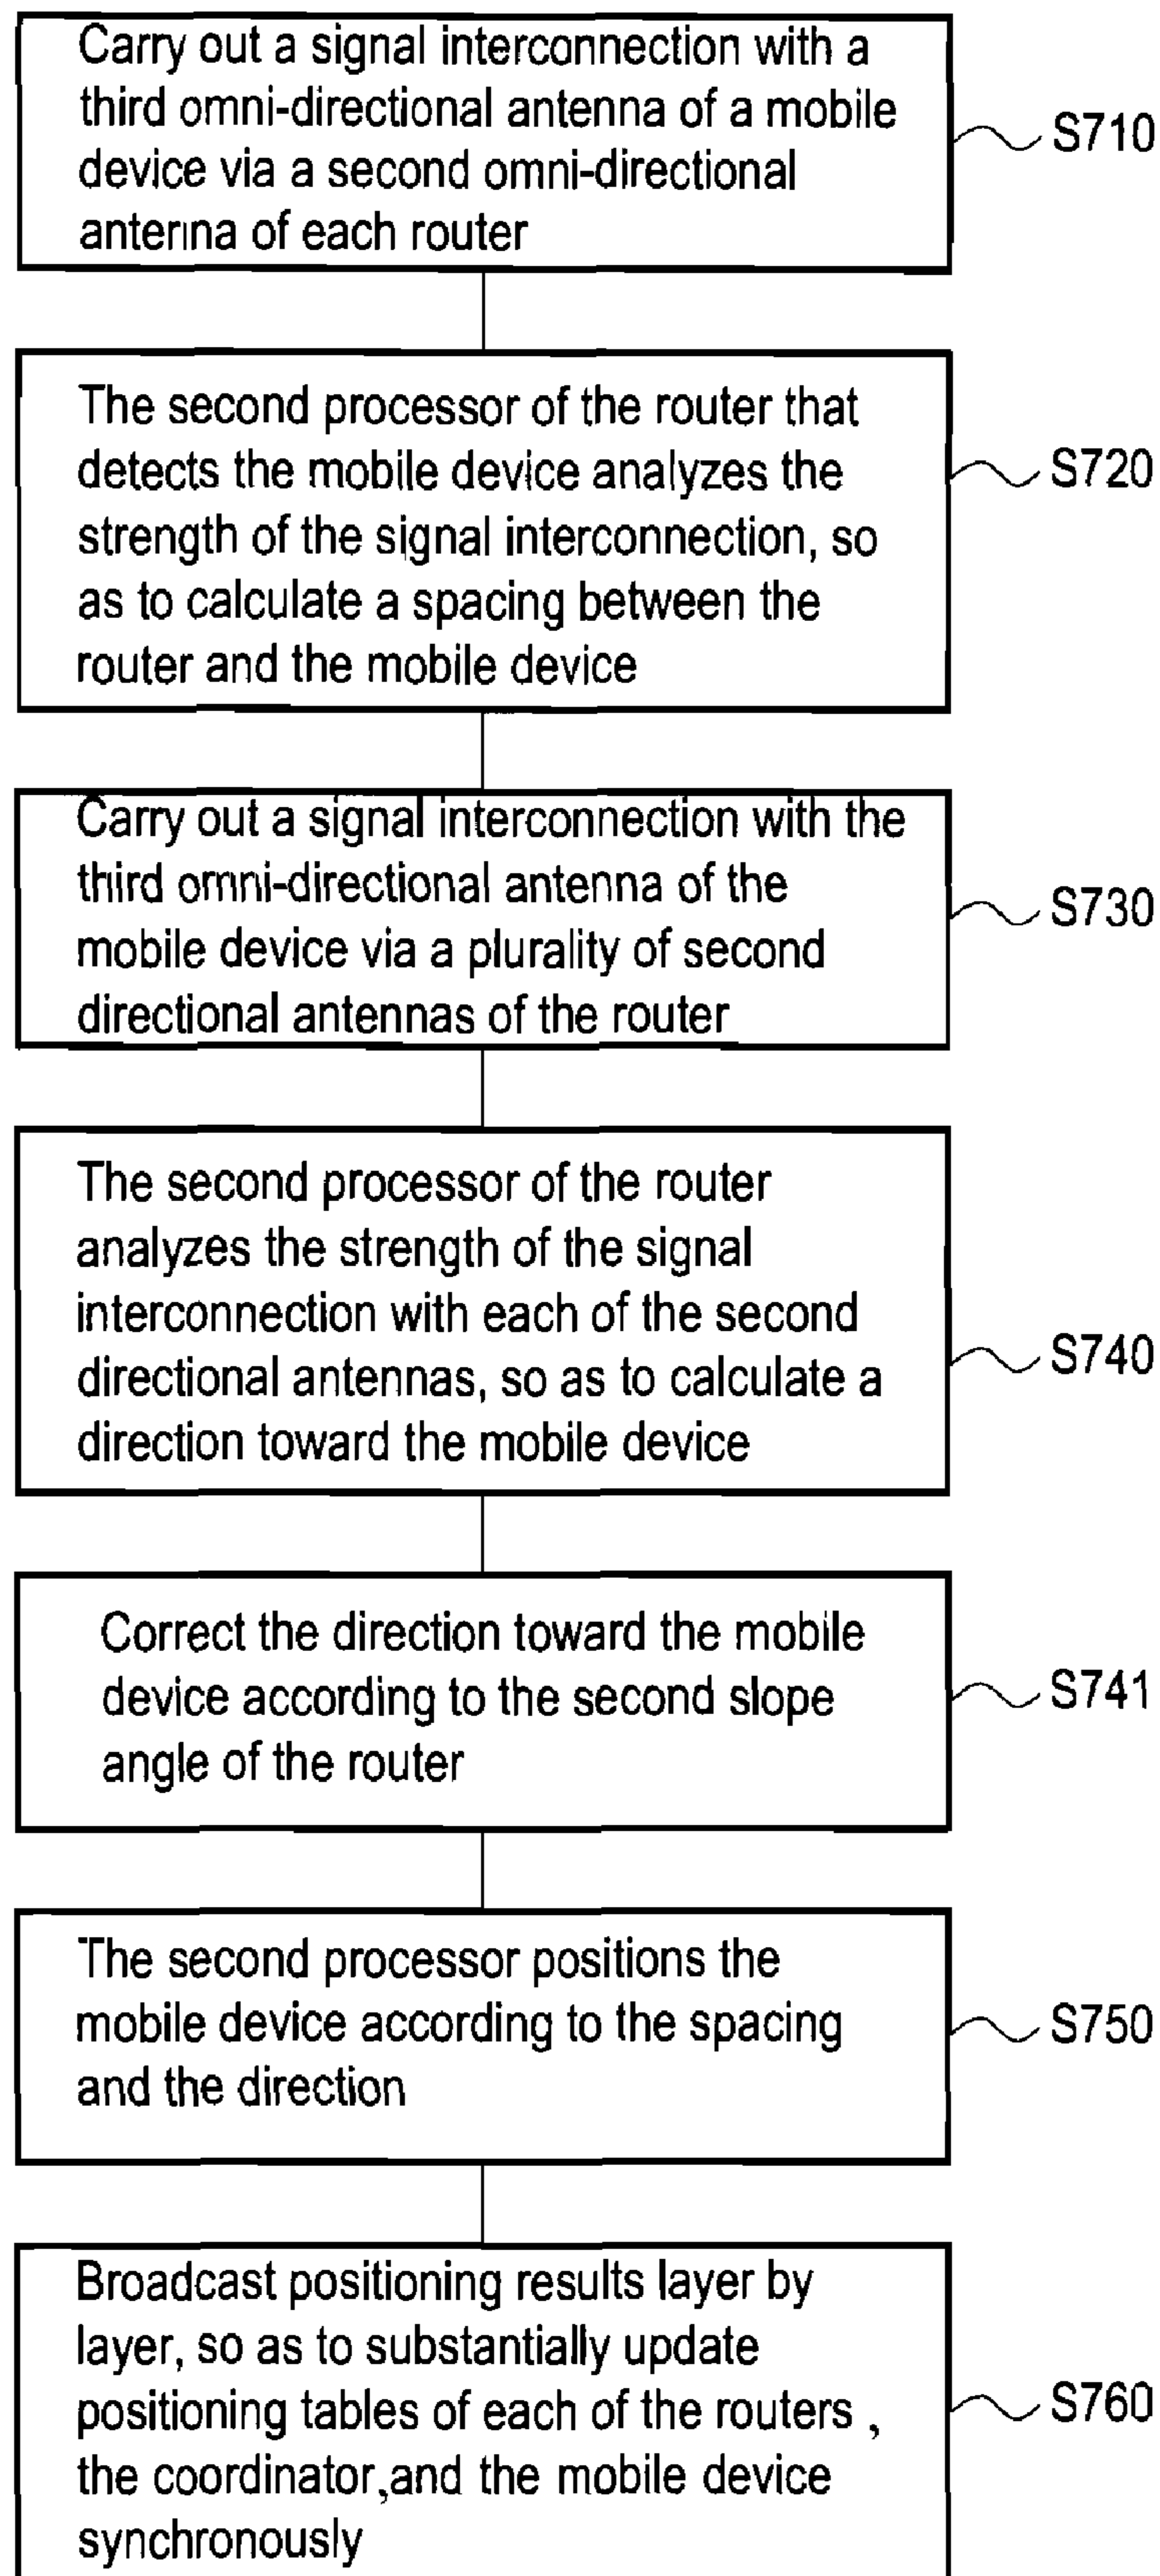 Carry out a signal interconnection with a
third omni-directional antenna of a mobile
device via a second omni-directional
antenna of each router
S710
The second processor of the router that
detects the mobile device analyzes the
strength of the signal interconnection, so
as to calculate a spacing between the
router and the mobile device
S720
Carry out a signal interconnection with the
third omni-directional antenna of the
mobile device via a plurality of second
directional antennas of the router
S730
The second processor of the router
analyzes the strength of the signal
interconnection with each of the second
directional antennas, so as to calculate a
direction toward the mobile device
S740
Correct the direction toward the mobile
device according to the second slope
angle of the router
S741
The second processor positions the
mobile device according to the spacing
and the direction
S750
Broadcast positioning results layer by
layer, so as to substantially update
positioning tables of each of the routers ,
the coordinator,and the mobile device
synchronously
S760